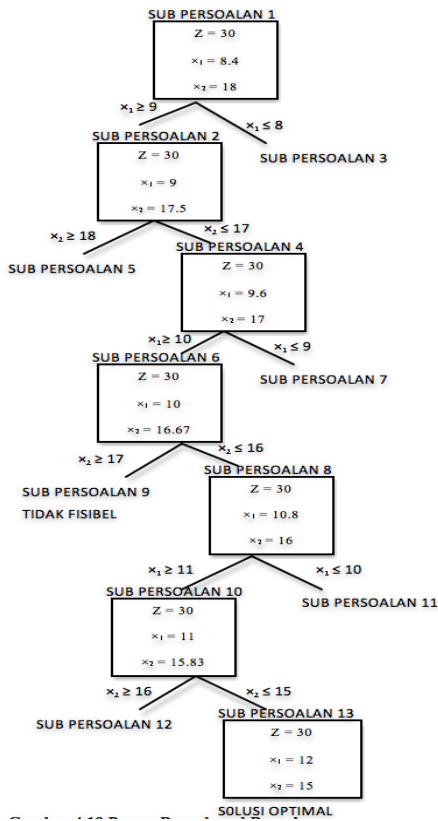 SUB PERSOALAN 1
Z = 30
x₁ = 8.4
x₂ = 18
x₁ ≥ 9
x₁ ≤ 8
SUB PERSOALAN 2
SUB PERSOALAN 3
Z = 30
x₁ = 9
x₂ = 17.5
x₂ ≥ 18
x₂ ≤ 17
SUB PERSOALAN 4
SUB PERSOALAN 5
Z = 30
x₁ = 9.6
x₂ = 17
x₁ ≥ 10
x₁ ≤ 9
SUB PERSOALAN 6
SUB PERSOALAN 7
Z = 30
x₁ = 10
x₂ = 16.67
x₂ ≥ 17
x₂ ≤ 16
SUB PERSOALAN 8
SUB PERSOALAN 9
TIDAK FISIBEL
Z = 30
x₁ = 10.8
x₂ = 16
x₁ ≥ 11
x₁ ≤ 10
SUB PERSOALAN 10
SUB PERSOALAN 11
Z = 30
x₁ = 11
x₂ = 15.83
x₂ ≥ 16
x₂ ≤ 15
SUB PERSOALAN 12
SUB PERSOALAN 13
Z = 30
x₁ = 12
x₂ = 15
SOLUSI OPTIMAL